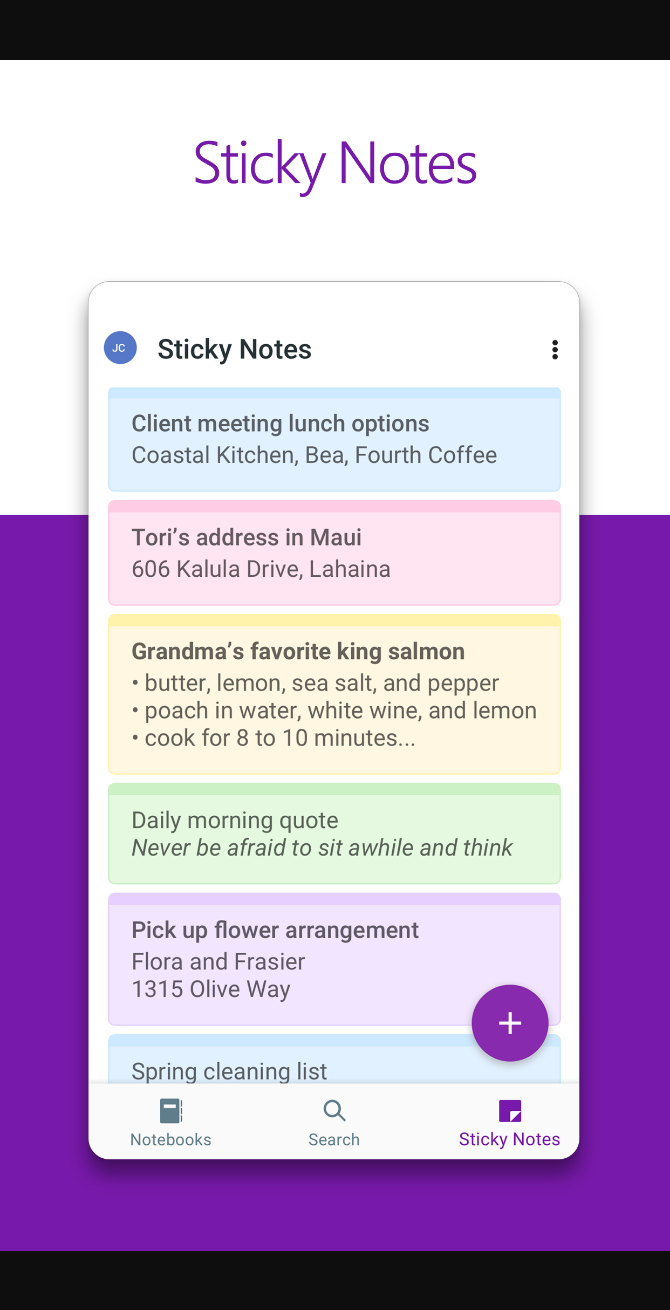 Sticky Notes
JC
Sticky Notes
Client meeting lunch options
Coastal Kitchen, Bea, Fourth Coffee
Tori’s address in Maui
606 Kalula Drive, Lahaina
Grandma’s favorite king salmon
• butter, lemon, sea salt, and pepper
• poach in water, white wine, and lemon
• cook for 8 to 10 minutes...
Daily morning quote
Never be afraid to sit awhile and think
Pick up flower arrangement
Flora and Frasier
1315 Olive Way
Spring cleaning list
Notebooks
Search
Sticky Notes